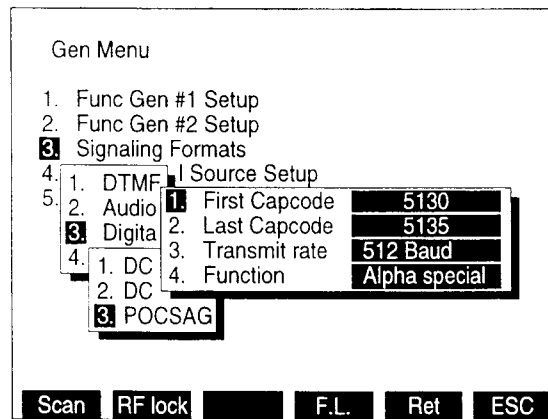 Gen Menu
1. Func Gen #1 Setup
2. Func Gen #2 Setup
3. Signaling Formats
4. l Source Setup
5.
1. DTMF
2. Audio
3. Digita
4.
1. DC
2. DC
3. POCSAG
1. First Capcode 5130
2. Last Capcode 5135
3. Transmit rate 512 Baud
4. Function Alpha special
Scan RF lock F.L. Ret ESC